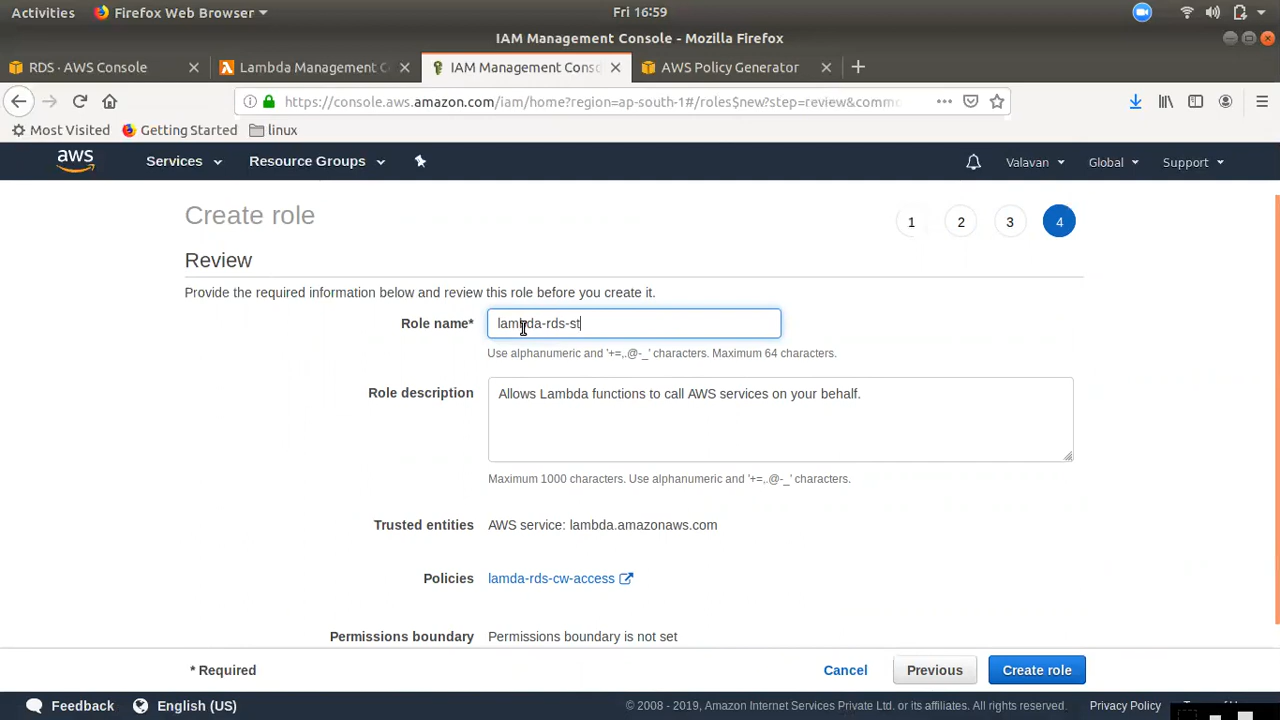 Activities Firefox Web Browser Fri 16:59
IAM Management Console - Mozilla Firefox
RDS · AWS Console Lambda Management C IAM Management Consc AWS Policy Generator
https://console.aws.amazon.com/iam/home?region=ap-south-1#/roles$new?step=review&comm
Most Visited Getting Started linux
aws Services Resource Groups Valavan Global Support
Create role 1 2 3 4
Review
Provide the required information below and review this role before you create it.
Role name* lambda-rds-st
Use alphanumeric and '+=,.@-_' characters. Maximum 64 characters.
Role description Allows Lambda functions to call AWS services on your behalf.
Maximum 1000 characters. Use alphanumeric and '+=,.@-_' characters.
Trusted entities AWS service: lambda.amazonaws.com
Policies lamda-rds-cw-access
Permissions boundary Permissions boundary is not set
* Required Cancel Previous Create role
Feedback English (US) © 2008 - 2019, Amazon Internet Services Private Ltd. or its affiliates. All rights reserved. Privacy Policy